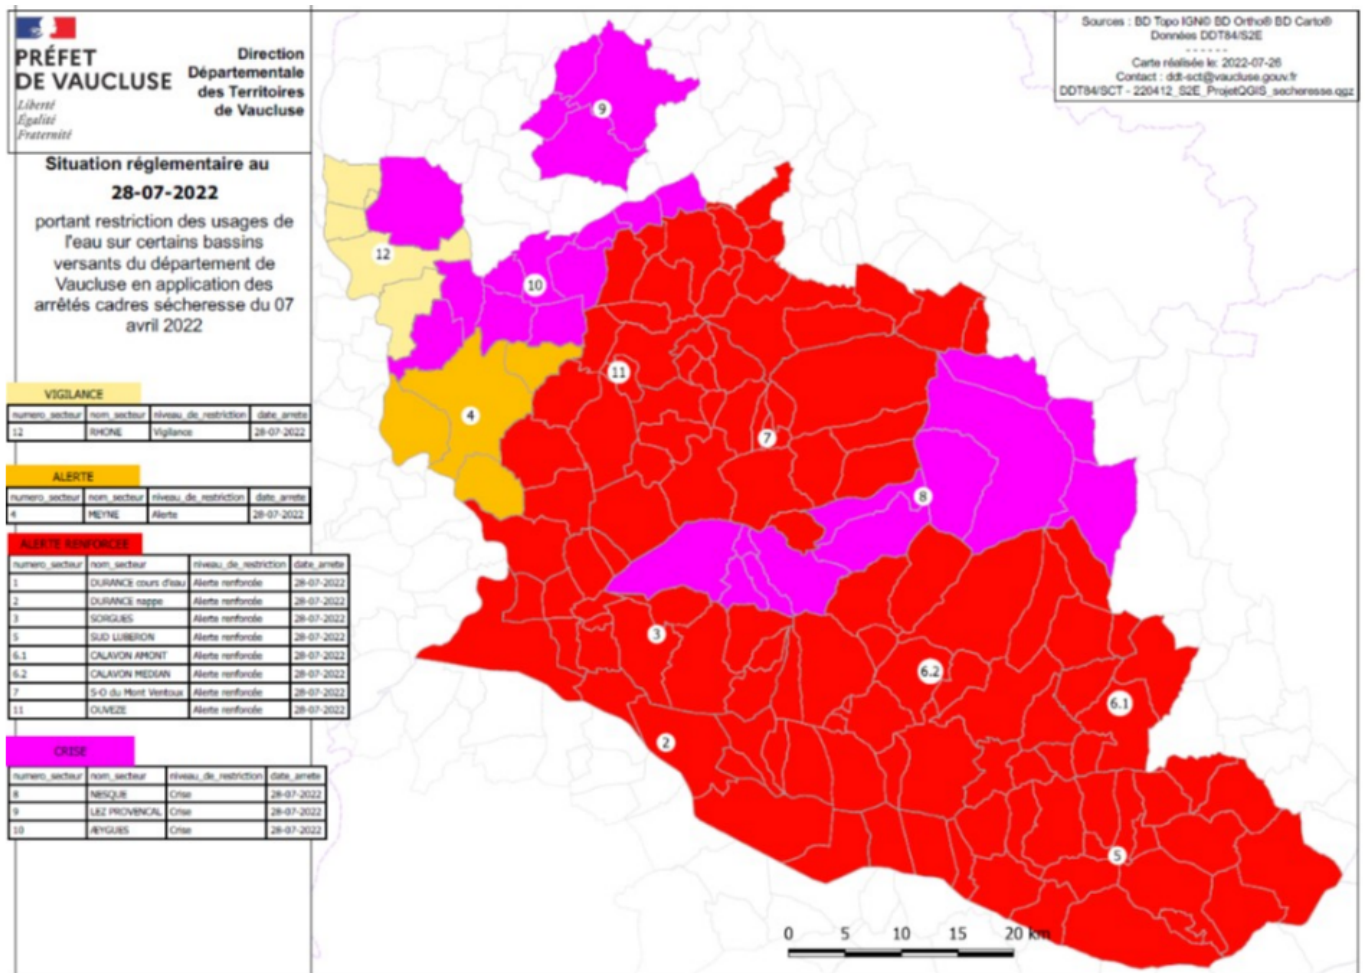 PRÉFET
DE VAUCLUSE
Liberté
Égalité
Fraternité
Direction
Départementale
des Territoires
de Vaucluse
Situation réglementaire au
28-07-2022
portant restriction des usages de
l'eau sur certains bassins
versants du département de
Vaucluse en application des
arrêtés cadres sécheresse du 07
avril 2022
VIGILANCE
numero_secteur nom_secteur niveau_de_restriction date_arrete
12 RHONE Vigilance 28-07-2022
ALERTE
numero_secteur nom_secteur niveau_de_restriction date_arrete
4 MEYNE Alerte 28-07-2022
ALERTE RENFORCEE
numero_secteur nom_secteur niveau_de_restriction date_arrete
1 DURANCE cours d'eau Alerte renforcée 28-07-2022
2 DURANCE nappe Alerte renforcée 28-07-2022
3 SORGUES Alerte renforcée 28-07-2022
5 SUD LUBERON Alerte renforcée 28-07-2022
6.1 CALAVON AMONT Alerte renforcée 28-07-2022
6.2 CALAVON MEDIAN Alerte renforcée 28-07-2022
7 S-O du Mont Ventoux Alerte renforcée 28-07-2022
11 OUVEZE Alerte renforcée 28-07-2022
CRISE
numero_secteur nom_secteur niveau_de_restriction date_arrete
8 NESQUE Crise 28-07-2022
9 LEZ PROVENCAL Crise 28-07-2022
10 ÆYGUES Crise 28-07-2022
Sources : BD Topo IGN© BD Ortho® BD Carto®
Données DDT84/S2E
- - - - - -
Carte réalisée le: 2022-07-26
Contact : ddt-sct@vaucluse.gouv.fr
DDT84/SCT - 220412_S2E_ProjetQGIS_secheresse.qgz
9
12
10
11
4
7
8
3
6.2
6.1
2
5
0 5 10 15 20 km